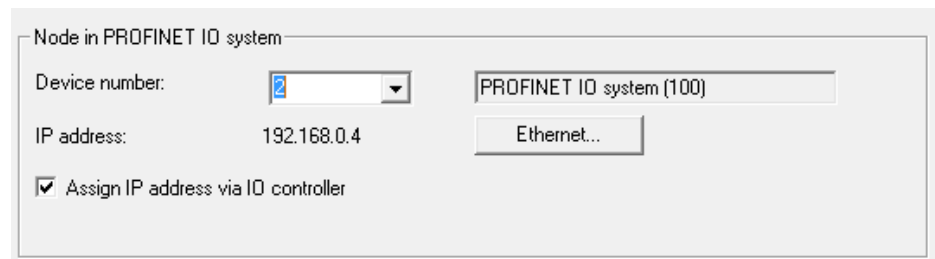 Node in PROFINET IO system
Device number: 2 PROFINET IO system (100)
IP address: 192.168.0.4 Ethernet...
Assign IP address via IO controller